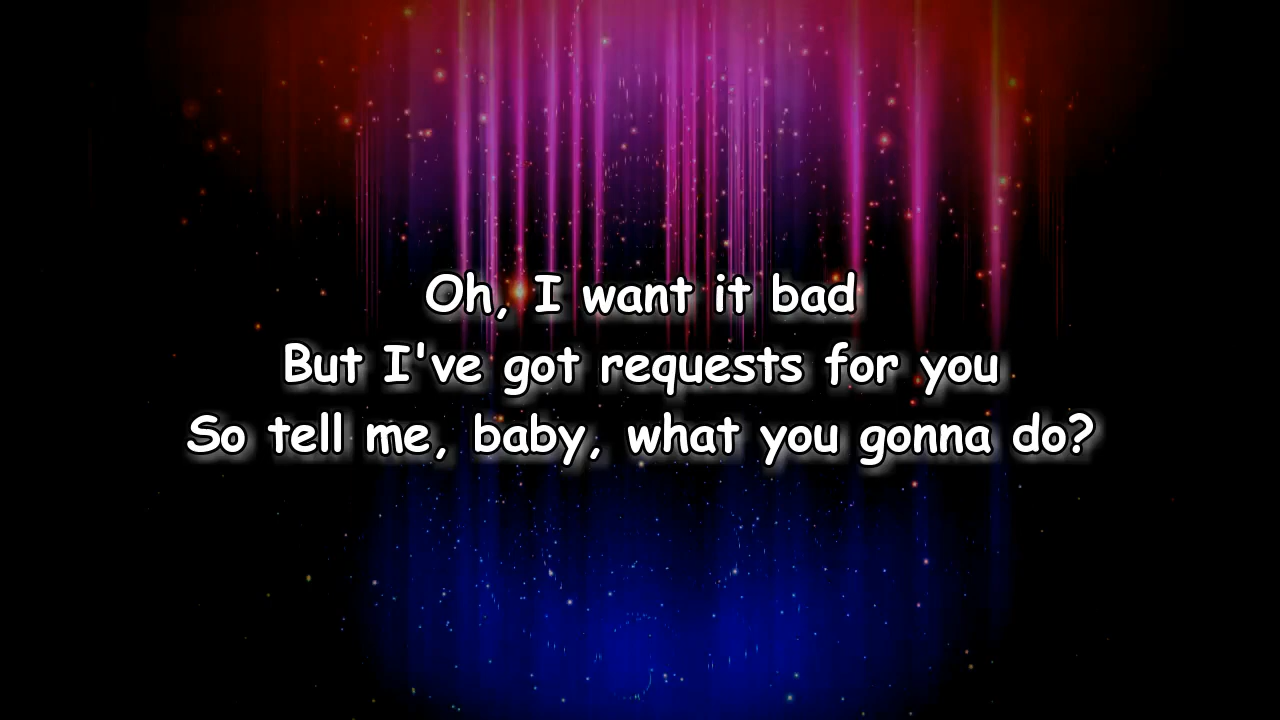 Oh, I want it bad
But I've got requests for you
So tell me, baby, what you gonna do?